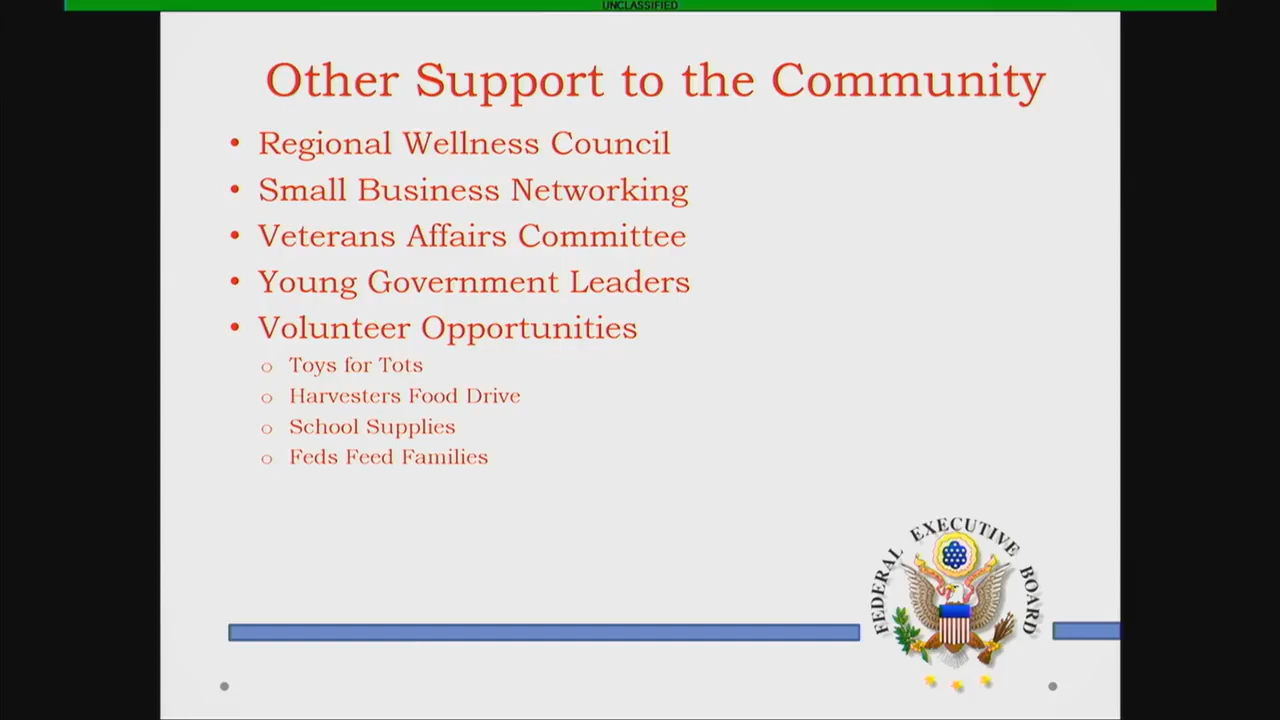 UNCLASSIFIED
Other Support to the Community
• Regional Wellness Council
• Small Business Networking
• Veterans Affairs Committee
• Young Government Leaders
• Volunteer Opportunities
o Toys for Tots
o Harvesters Food Drive
o School Supplies
o Feds Feed Families
FEDERAL EXECUTIVE BOARD